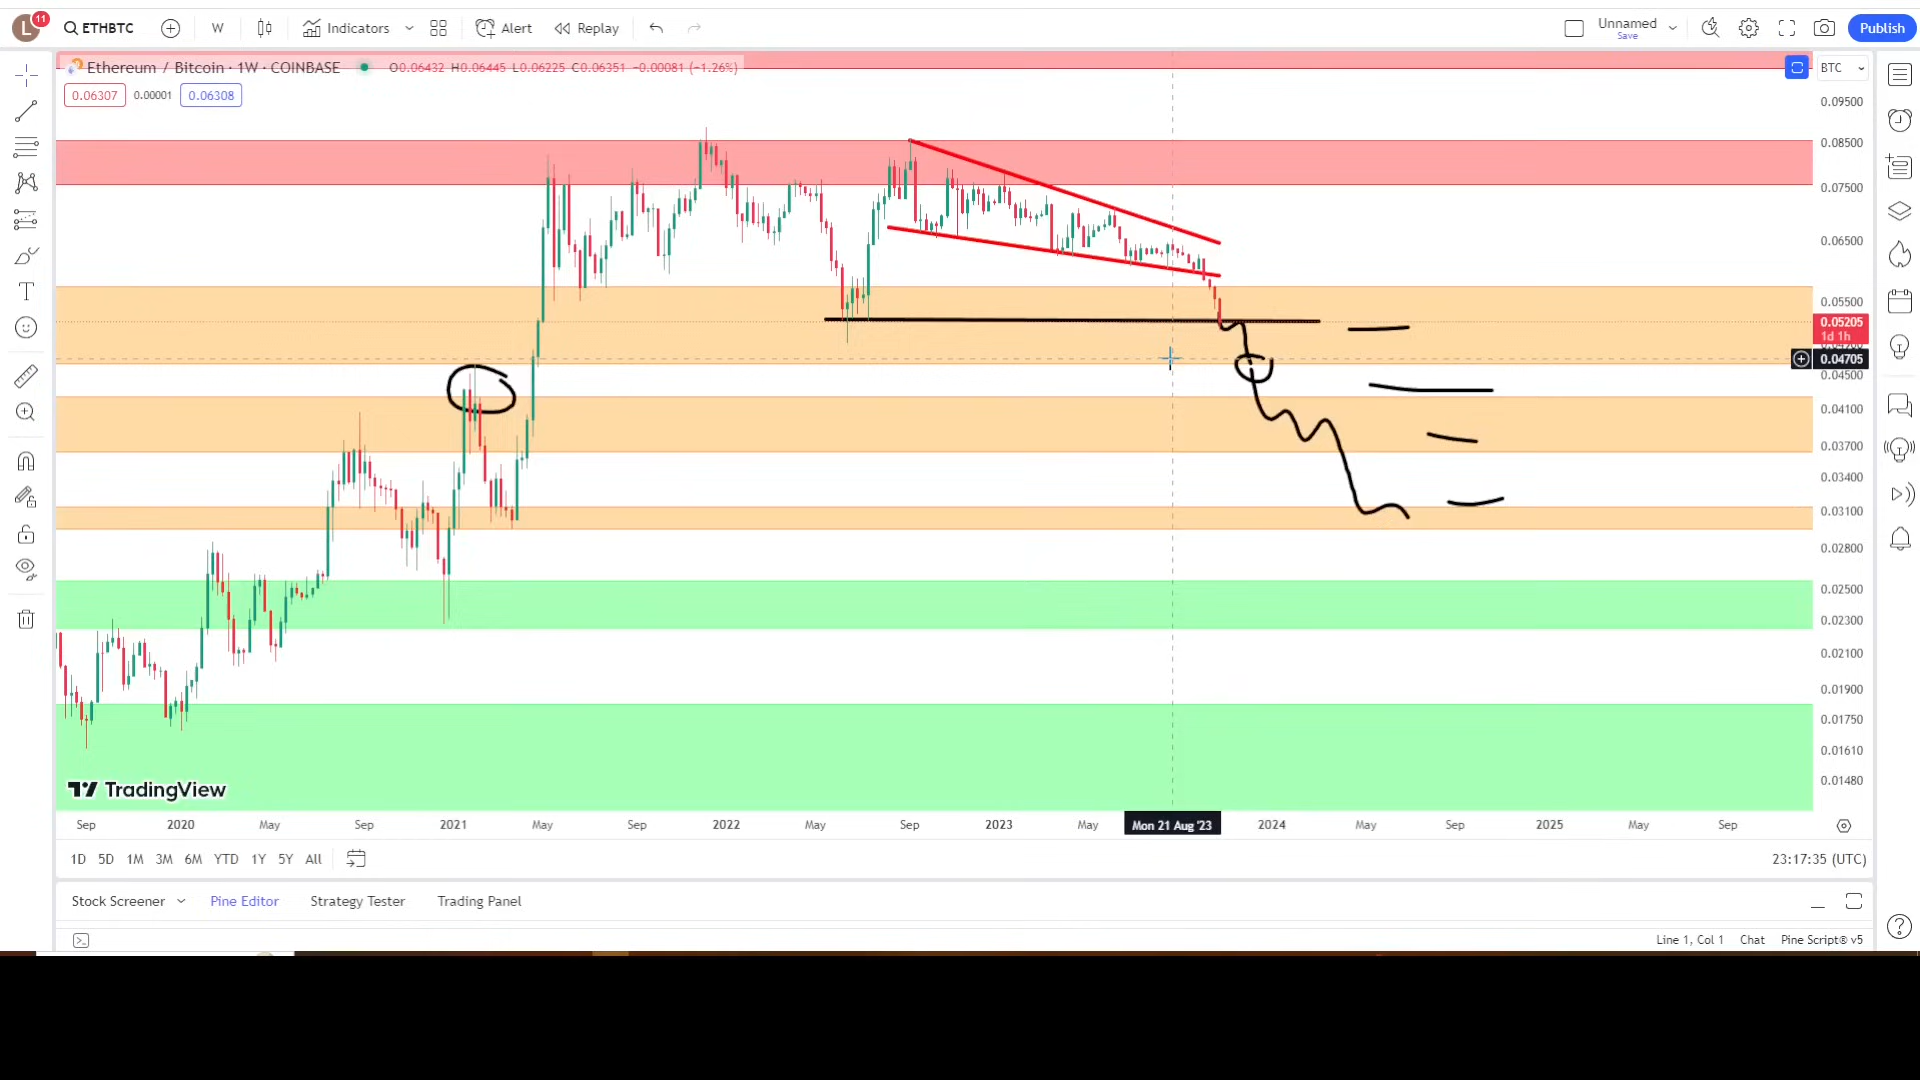 L 11 ETHBTC W Indicators Alert Replay Unnamed Save Publish
Ethereum / Bitcoin · 1W · COINBASE O0.06432 H0.06445 L0.06225 C0.06351 −0.00081 (−1.26%) BTC
0.06307 0.00001 0.06308
0.09500
0.08500
0.07500
0.06500
0.05500
0.05205
1d 1h
0.04705
0.04500
0.04100
0.03700
0.03400
0.03100
0.02800
0.02500
0.02300
0.02100
0.01900
0.01750
0.01610
0.01480
TradingView
Sep 2020 May Sep 2021 May Sep 2022 May Sep 2023 May Mon 21 Aug '23 2024 May Sep 2025 May Sep
1D 5D 1M 3M 6M YTD 1Y 5Y All 23:17:35 (UTC)
Stock Screener Pine Editor Strategy Tester Trading Panel
Line 1, Col 1 Chat Pine Script® v5